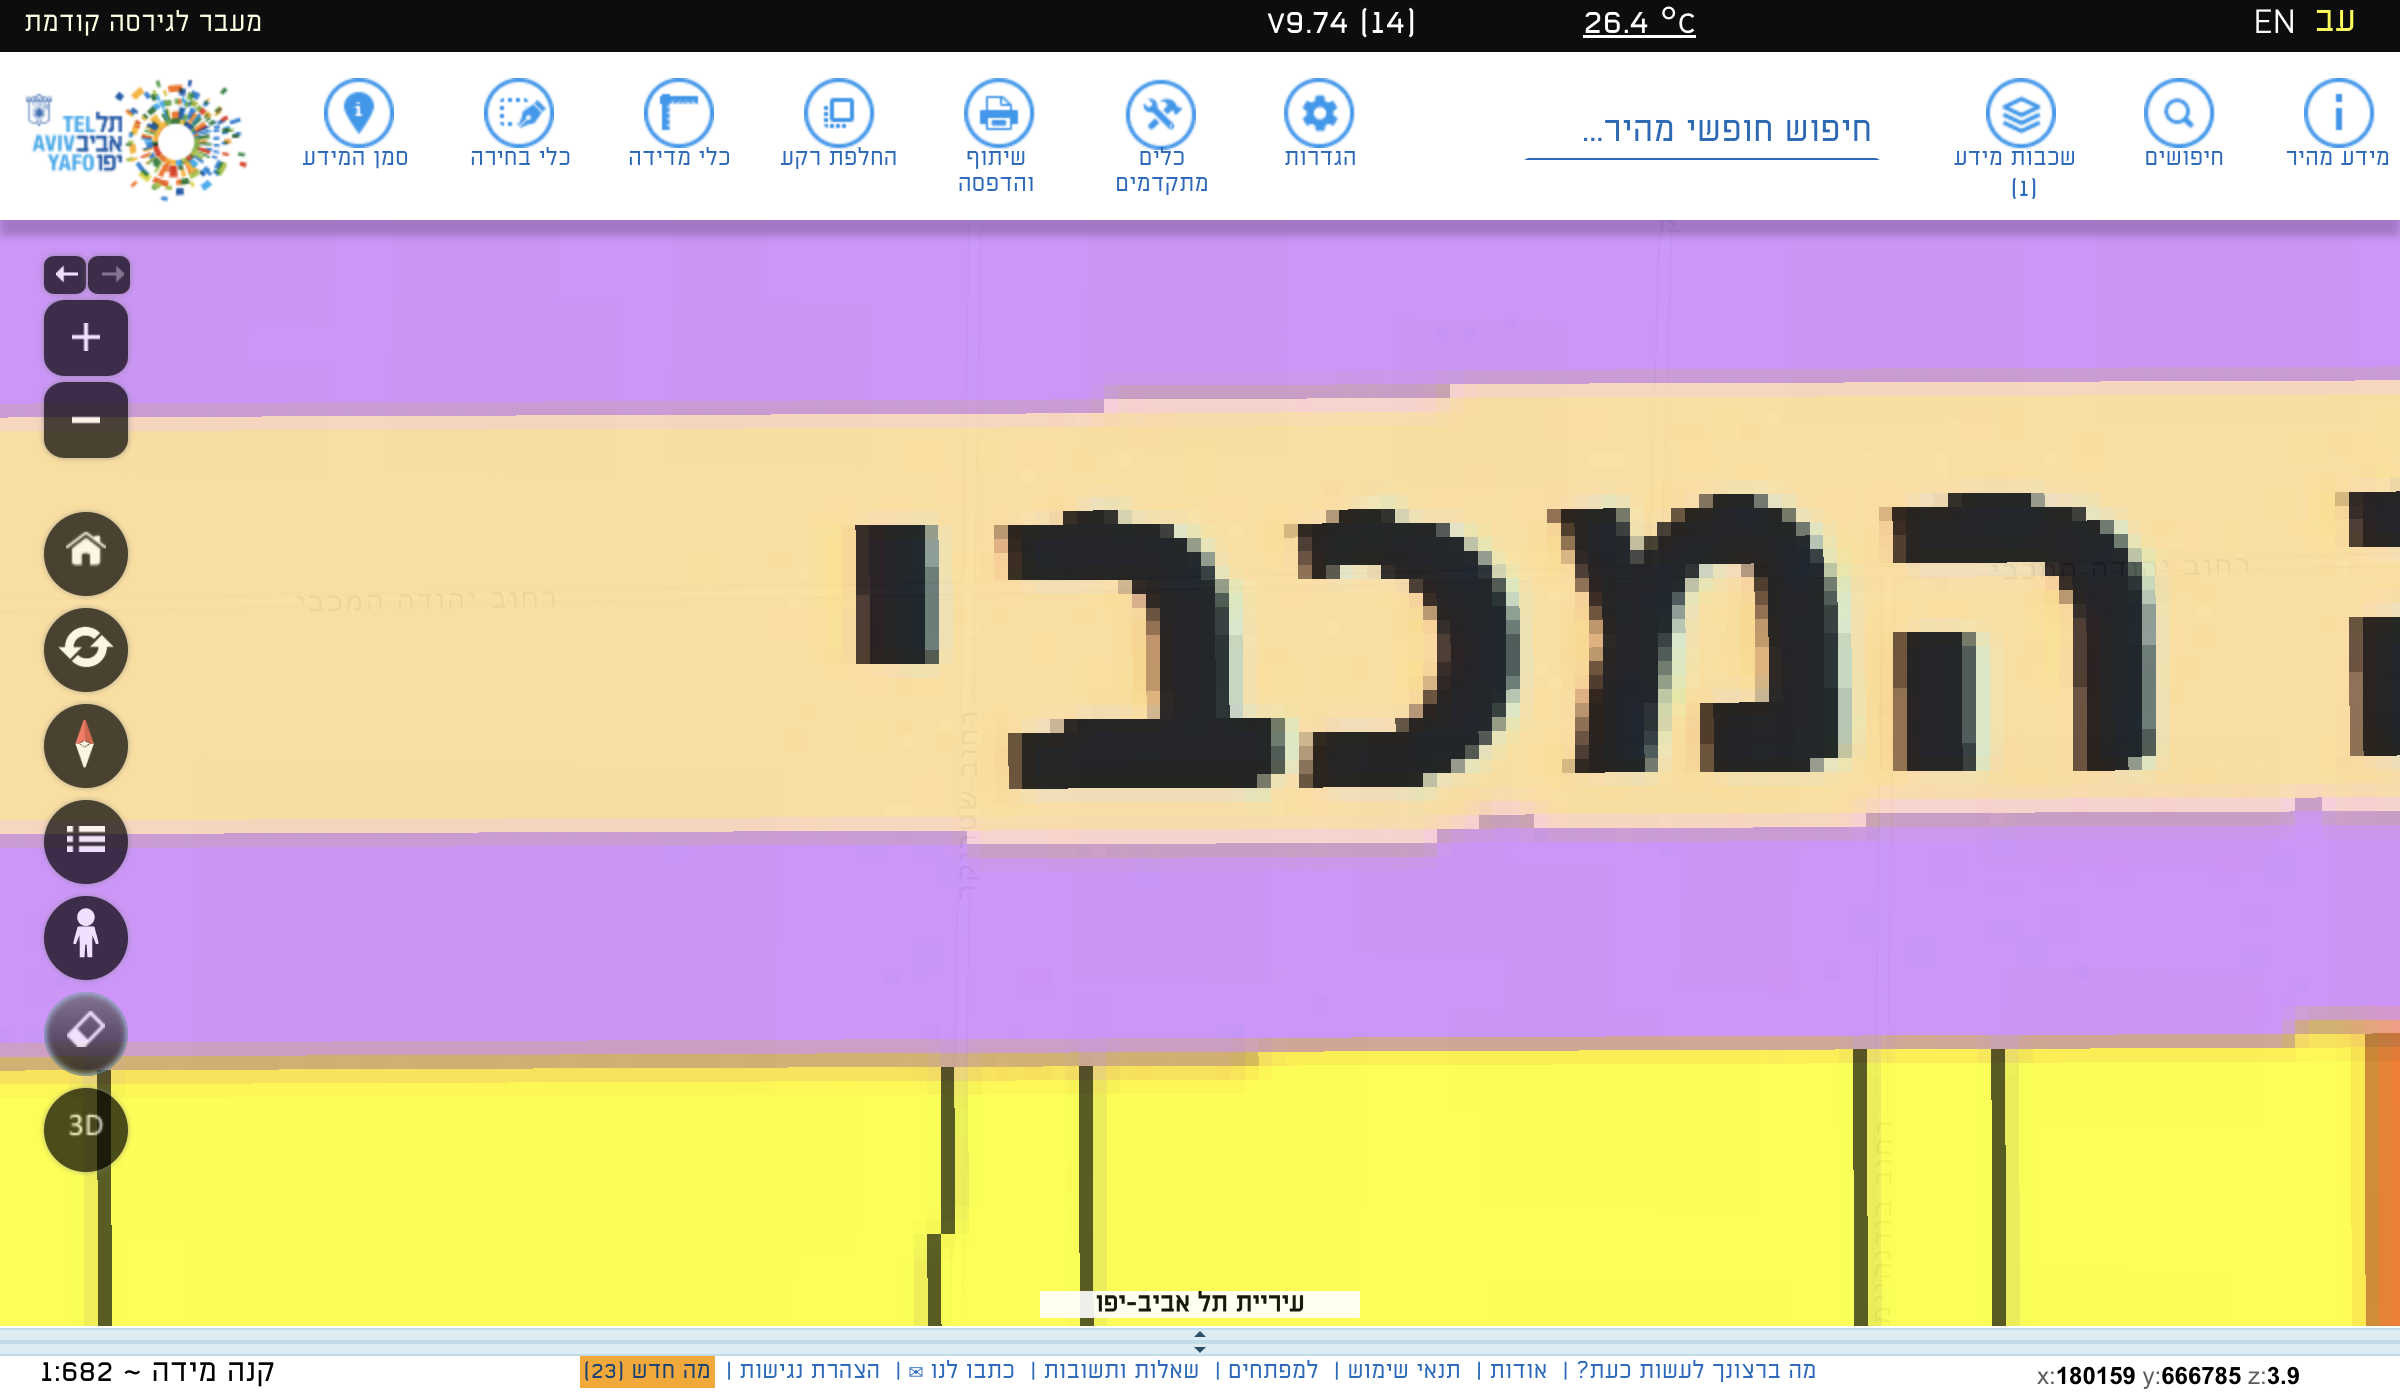 עב EN
26.4 °C
V9.74 (14)
מעבר לגירסה קודמת
מידע מהיר
חיפושים
שכבות מידע
(1)
חיפוש חופשי מהיר...
הגדרות
כלים
מתקדמים
שיתוף
והדפסה
החלפת רקע
כלי מדידה
כלי בחירה
סמן המידע
תל TEL
אביב AVIV
יפו YAFO
המכבי
רחוב יהודה המכבי
רחוב יהודה המכבי
רחוב שטריקר
3D
עיריית תל אביב-יפו
x:180159 y:666785 z:3.9
מה ברצונך לעשות כעת? | אודות | תנאי שימוש | למפתחים | שאלות ותשובות | כתבו לנו ✉ | הצהרת נגישות | מה חדש (23)
קנה מידה ~ 1:682